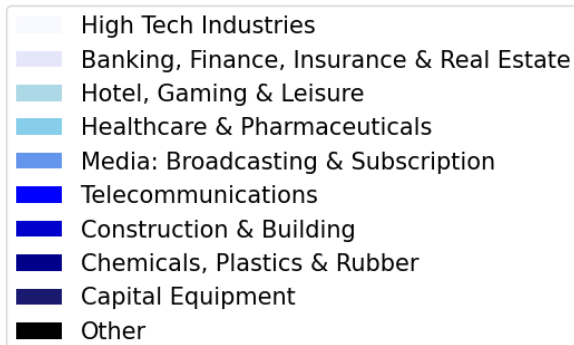 High Tech Industries
Banking, Finance, Insurance & Real Estate
Hotel, Gaming & Leisure
Healthcare & Pharmaceuticals
Media: Broadcasting & Subscription
Telecommunications
Construction & Building
Chemicals, Plastics & Rubber
Capital Equipment
Other